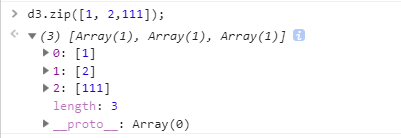 > d3.zip([1, 2,111]);
(3) [Array(1), Array(1), Array(1)] i
0: [1]
1: [2]
2: [111]
length: 3
__proto__: Array(0)